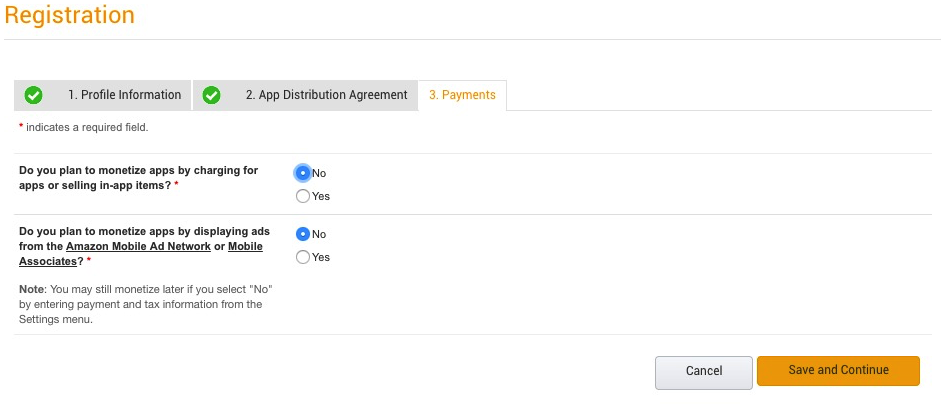 Registration
1. Profile Information
2. App Distribution Agreement
3. Payments
* indicates a required field.
Do you plan to monetize apps by charging for
apps or selling in-app items? *
No
Yes
Do you plan to monetize apps by displaying ads
from the Amazon Mobile Ad Network or Mobile
Associates? *
No
Yes
Note: You may still monetize later if you select "No"
by entering payment and tax information from the
Settings menu.
Cancel
Save and Continue